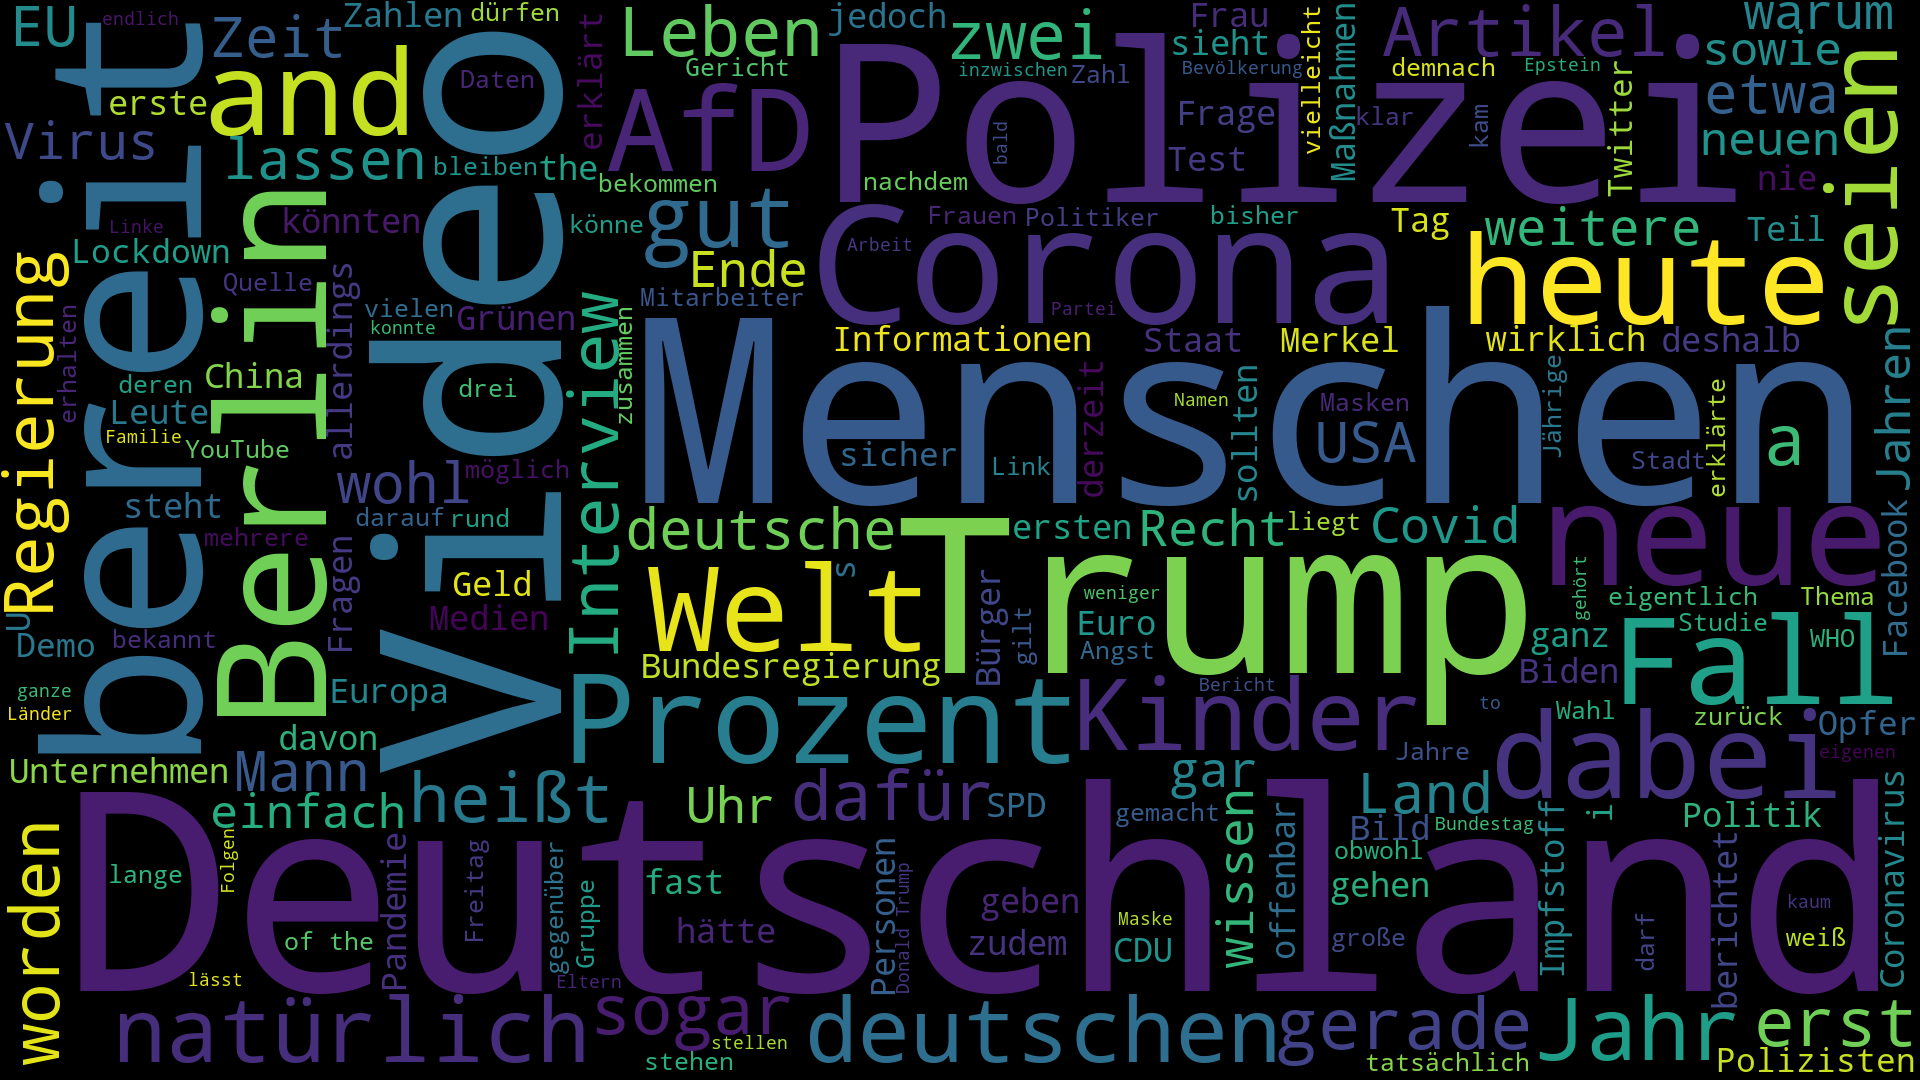 EU
endlich
Zahlen
dürfen
Leben
jedoch
zwei
Frau
sieht
vielleicht
Maßnahmen
Artikel
warum
bereit
Zeit
and
Video
erklärt
Gericht
inzwischen
Zahl
Bevölkerung
demnach
Epstein
sowie
erste
Daten
AfD
Polizei
Frage
klar
kam
Twitter
etwa
seien
Virus
lassen
bleiben
the
bald
Test
neuen
bekommen
nachdem
nie
Linke
könnten
könne
gut
Corona
Frauen
Politiker
bisher
Tag
weitere
Teil
Lockdown
Berlin
Arbeit
heute
Regierung
Quelle
allerdings
Ende
erhalten
vielen
Grünen
Interview
Mitarbeiter
Partei
konnte
zusammen
Menschen
Informationen
Staat
Merkel
wirklich
deshalb
Jahren
deren
China
drei
derzeit
sollten
Masken
Jährige
erklärte
Leute
Namen
USA
a
Familie
YouTube
wohl
möglich
sicher
Link
Stadt
steht
darauf
rund
deutsche
Trump
ersten
Recht
liegt
Covid
neue
Facebook
mehrere
Fragen
Geld
Welt
s
Bürger
gilt
weniger
gehört
eigentlich
Thema
U
Medien
Euro
ganz
Fall
Studie
WHO
Demo
bekannt
Bundesregierung
Angst
Biden
ganze
Europa
Prozent
Kinder
Bericht
to
Wahl
zurück
Opfer
Länder
davon
Jahre
dabei
eigenen
Unternehmen
Mann
heißt
dafür
gar
Land
Deutschland
einfach
Uhr
SPD
gemacht
wissen
offenbar
Bild
Bundestag
Impfstoff
i
Politik
Coronavirus
worden
Folgen
Pandemie
Freitag
gegenüber
Gruppe
Personen
Donald Trump
obwohl
berichtet
lange
fast
geben
gehen
kaum
of the
hätte
zudem
Maske
CDU
große
darf
weiß
lässt
Eltern
natürlich
sogar
stellen
stehen
deutschen
gerade
tatsächlich
Jahr
erst
Polizisten